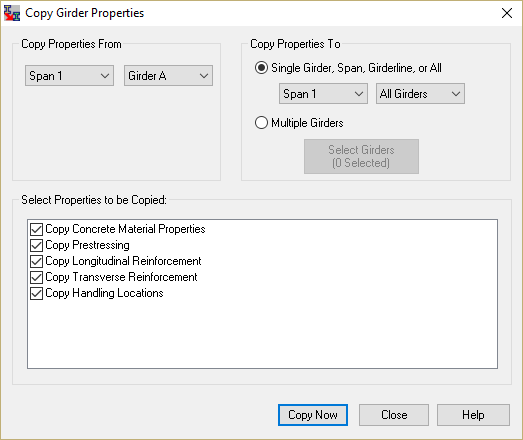 Copy Girder Properties
Copy Properties From
Span 1
Girder A
Copy Properties To
Single Girder, Span, Girderline, or All
Span 1
All Girders
Multiple Girders
Select Girders
(0 Selected)
Select Properties to be Copied:
Copy Concrete Material Properties
Copy Prestressing
Copy Longitudinal Reinforcement
Copy Transverse Reinforcement
Copy Handling Locations
Copy Now
Close
Help